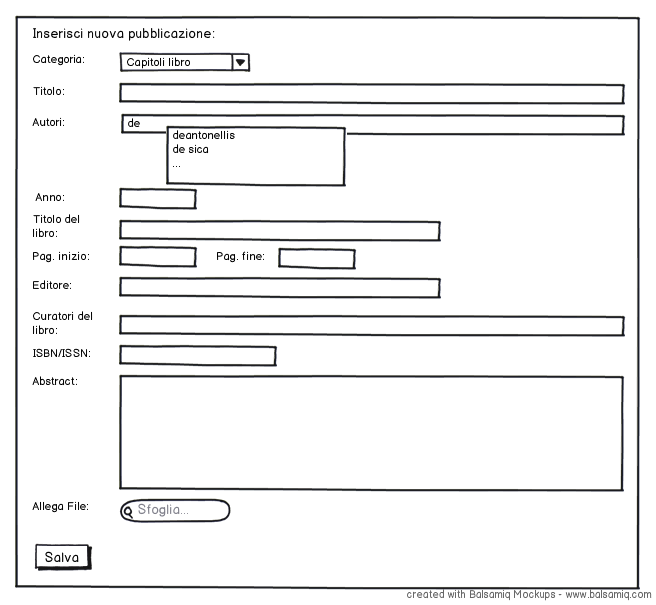 Inserisci nuova pubblicazione:
Categoria: Capitoli libro
Titolo:
Autori: de
deantonellis
de sica
...
Anno:
Titolo del
libro:
Pag. inizio: Pag. fine:
Editore:
Curatori del
libro:
ISBN/ISSN:
Abstract:
Allega File: Sfoglia...
Salva
created with Balsamiq Mockups - www.balsamiq.com